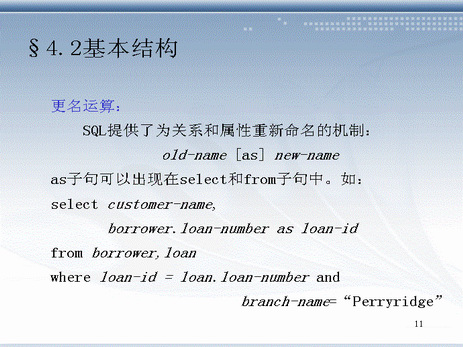 §4.2基本结构
更名运算：
SQL提供了为关系和属性重新命名的机制：
old-name [as] new-name
as子句可以出现在select和from子句中。如：
select customer-name,
borrower.loan-number as loan-id
from borrower,loan
where loan-id = loan.loan-number and
branch-name=“Perryridge”
11